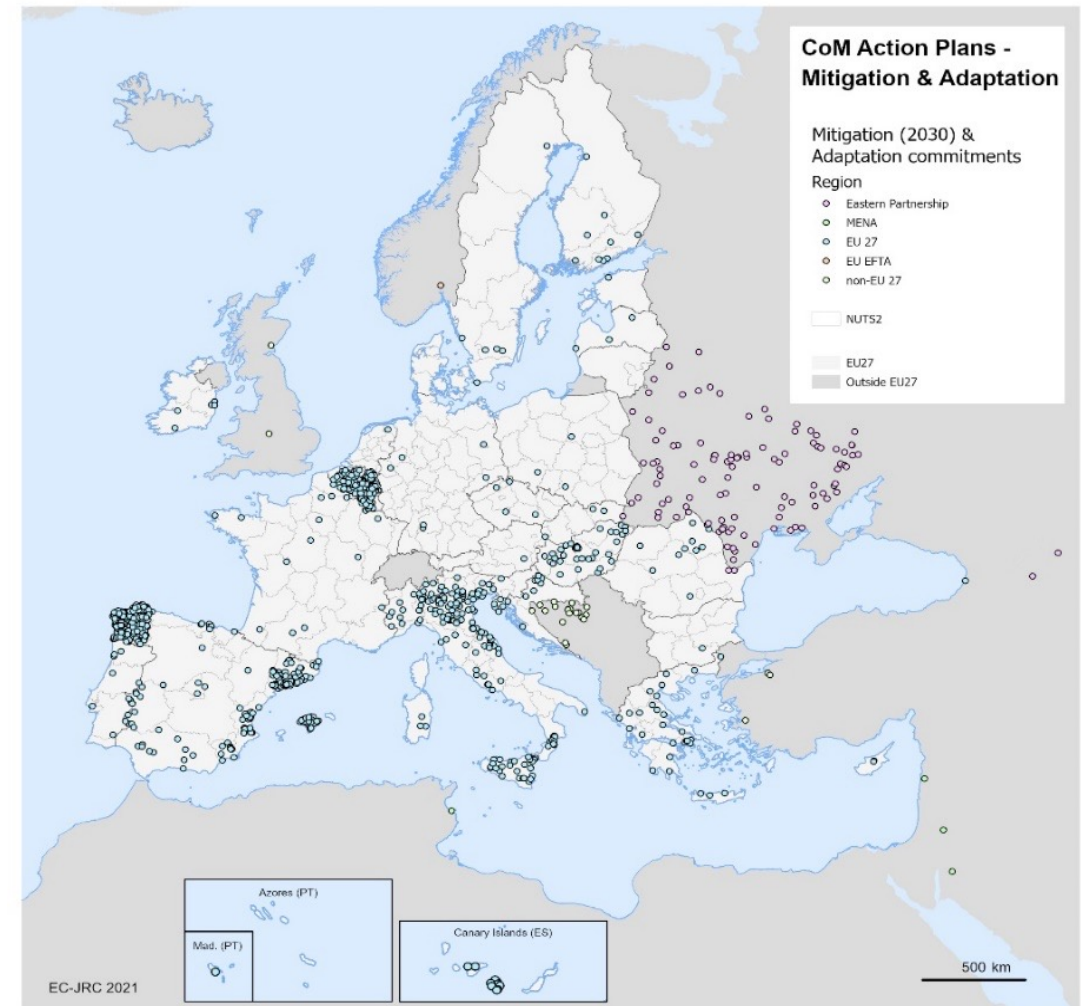 CoM Action Plans -
Mitigation & Adaptation
Mitigation (2030) &
Adaptation commitments
Region
Eastern Partnership
MENA
EU 27
EU EFTA
non-EU 27
NUTS2
EU27
Outside EU27
Azores (PT)
Mad. (PT)
Canary Islands (ES)
EC-JRC 2021
500 km